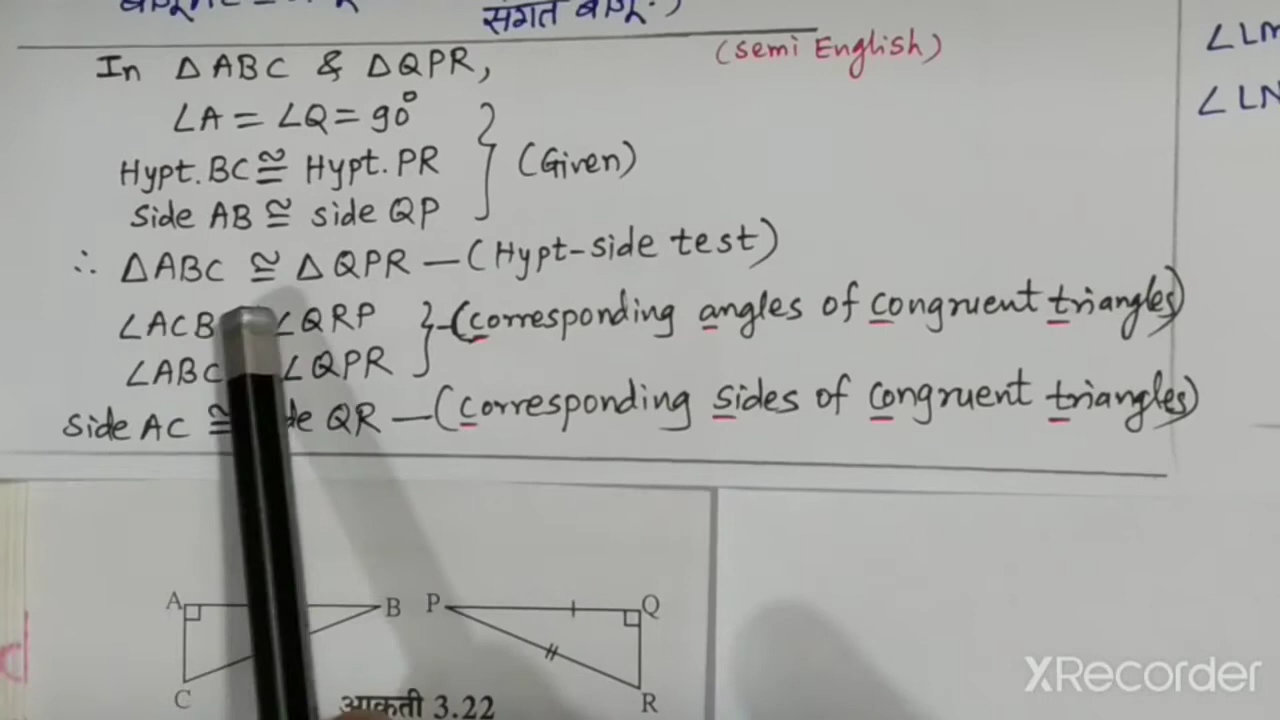 संगत बाजू.)
(semi English)
In △ABC & △QPR,
∠A = ∠Q = 90°
Hypt. BC ≅ Hypt. PR
side AB ≅ side QP
} (Given)
∴ △ABC ≅ △QPR — (Hypt-side test)
∠ACB ∠QRP
∠ABC ∠QPR
} - (corresponding angles of congruent triangles)
side AC ≅ QR — (corresponding sides of congruent triangles)
∠LM
∠LN
A B P Q
C R
आकृती 3.22
XRecorder